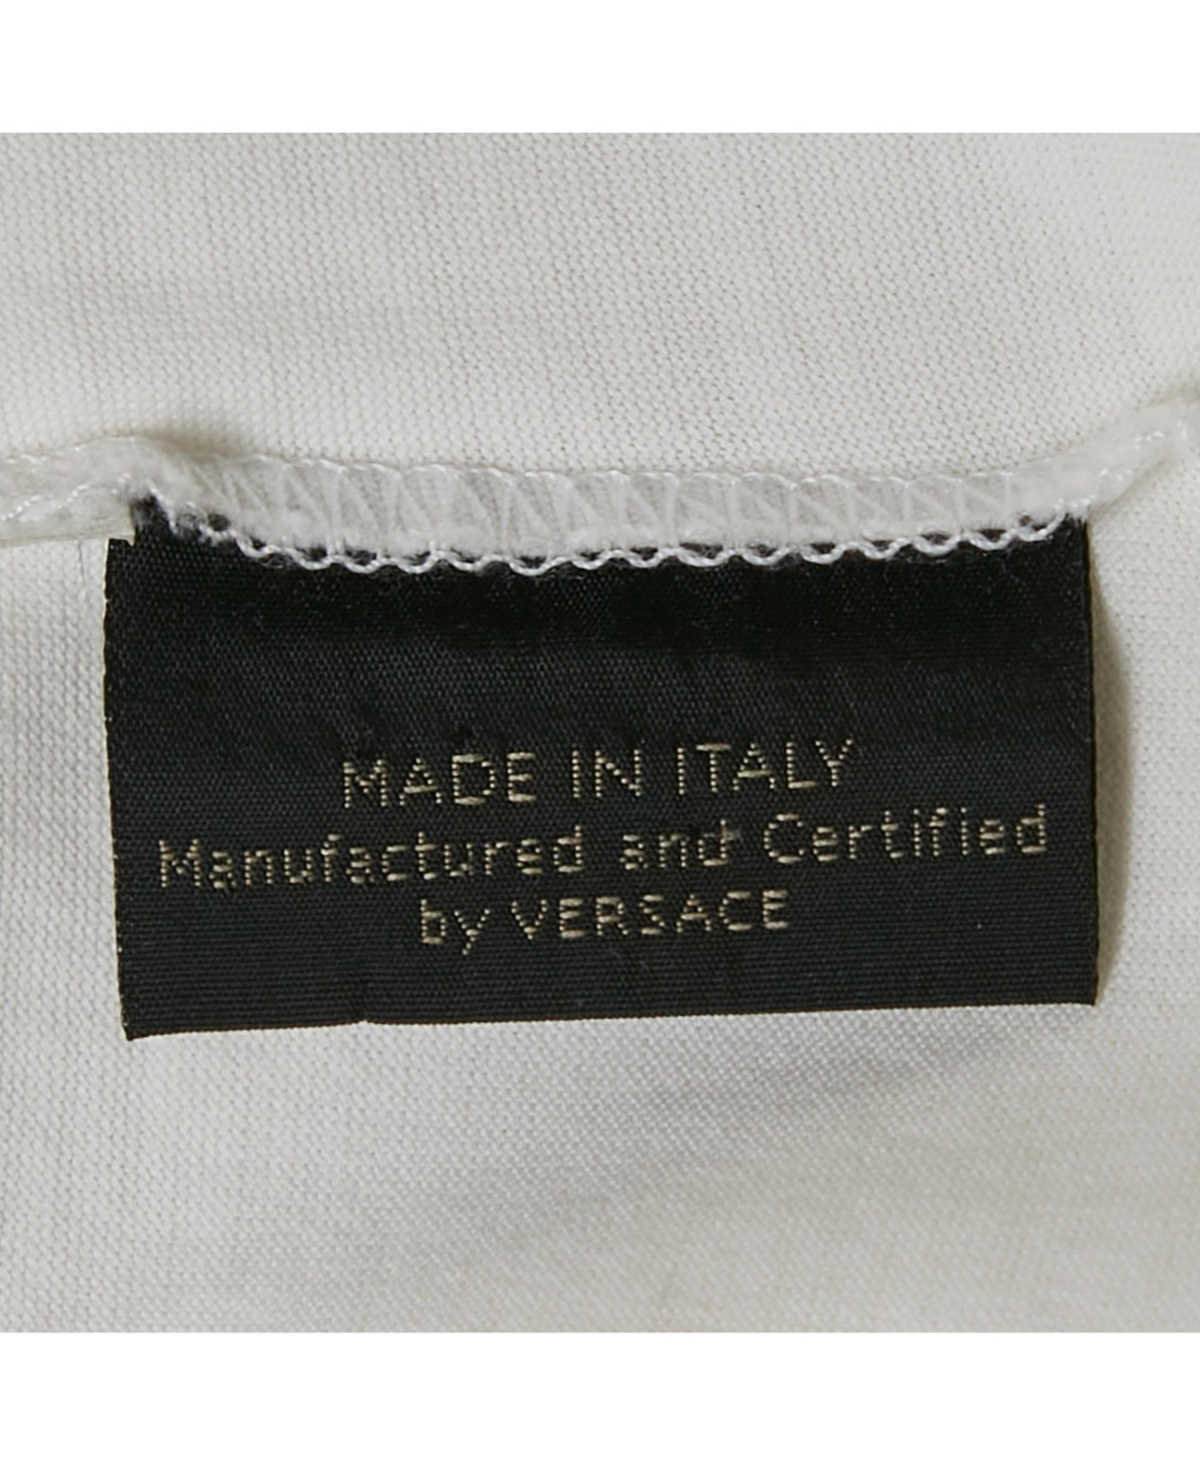 MADE IN ITALY
Manufactured and Certified
by VERSACE